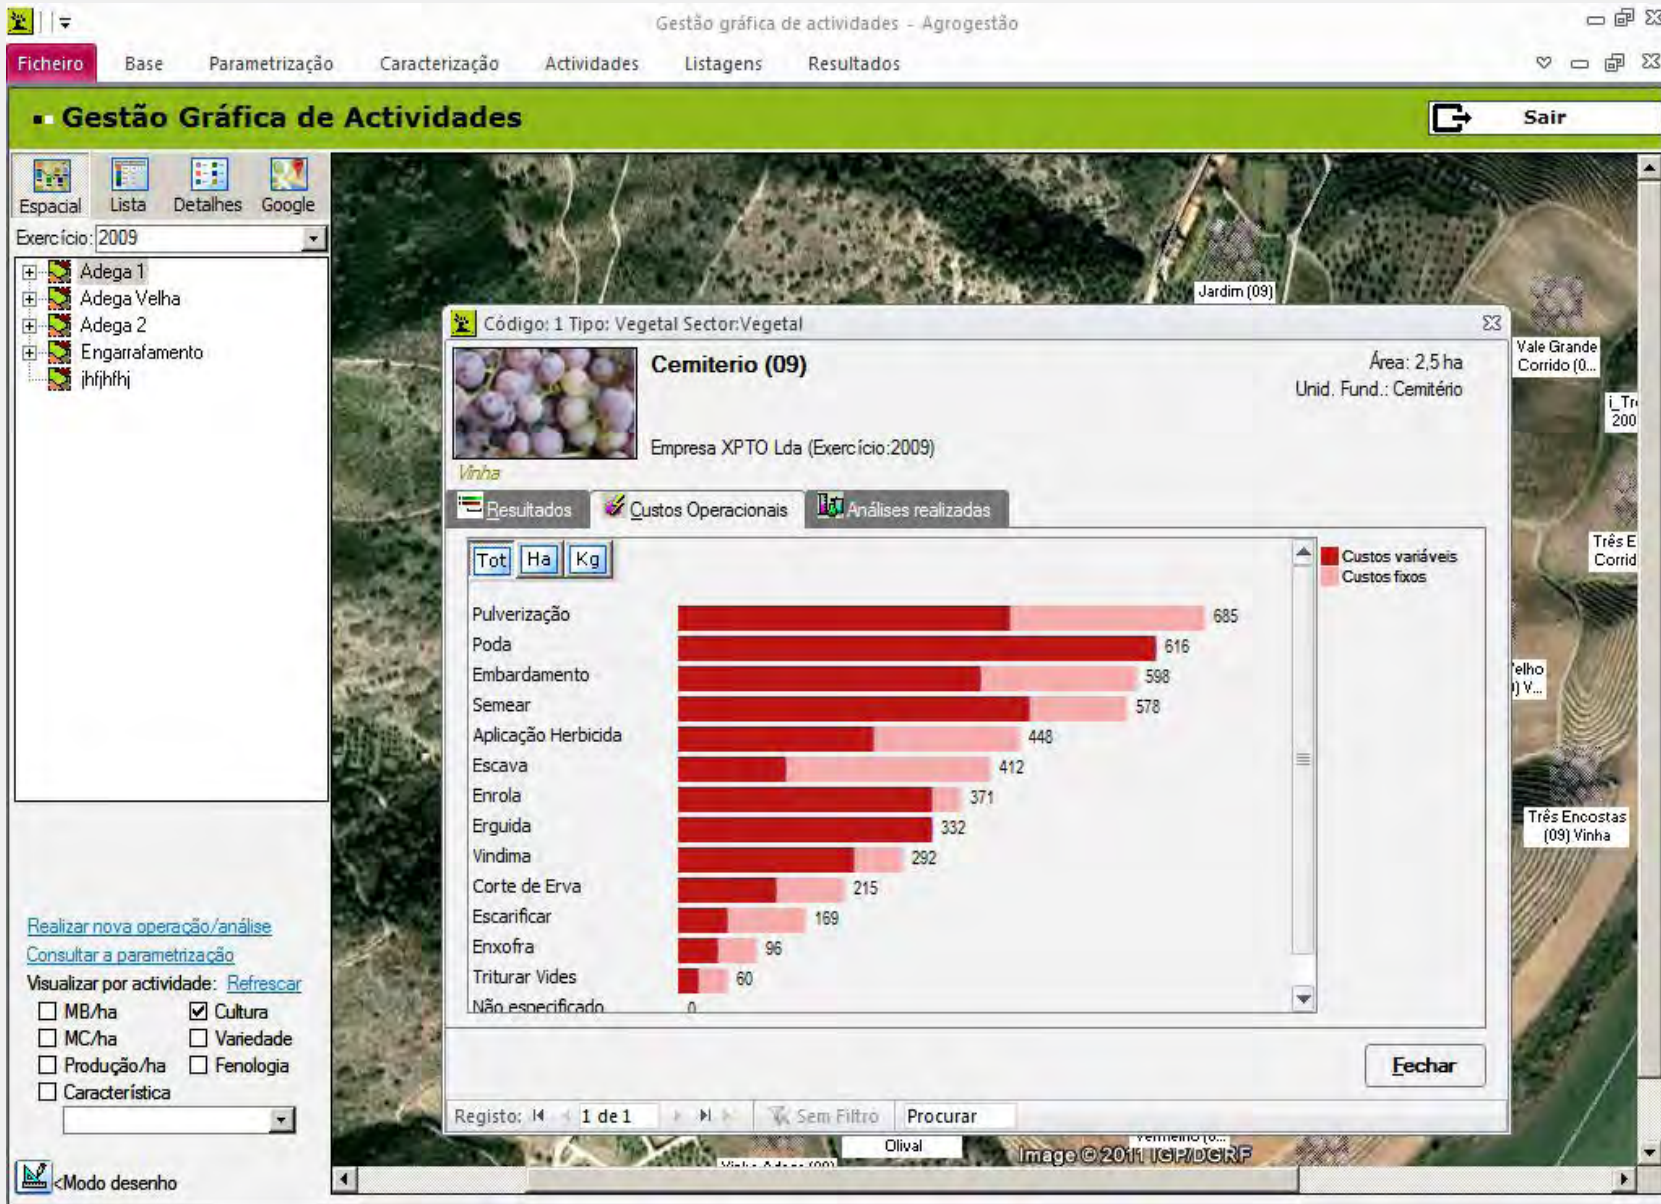 Gestão gráfica de actividades - Agrogestão
Ficheiro Base Parametrização Caracterização Actividades Listagens Resultados
Gestão Gráfica de Actividades
Sair
Espacial Lista Detalhes Google
Exercício: 2009
Adega 1
Adega Velha
Adega 2
Engarrafamento
jhfjhfhj
Realizar nova operação/análise
Consultar a parametrização
Visualizar por actividade: Refrescar
MB/ha Cultura
MC/ha Variedade
Produção/ha Fenologia
Característica
<Modo desenho
Jardim (09)
Código: 1 Tipo: Vegetal Sector:Vegetal
Cemiterio (09)
Área: 2,5 ha
Unid. Fund.: Cemitério
Empresa XPTO Lda (Exercício:2009)
Vinha
Resultados Custos Operacionais Análises realizadas
Tot Ha Kg
Custos variáveis
Custos fixos
Pulverização 685
Poda 616
Embardamento 598
Semear 578
Aplicação Herbicida 448
Escava 412
Enrola 371
Erguida 332
Vindima 292
Corte de Erva 215
Escarificar 169
Enxofra 96
Triturar Vides 60
Não especificado 0
Fechar
Registo: 1 de 1 Sem Filtro Procurar
Vale Grande
Corrido (0...
i_Tr
200
Três E
Corrid
elho
) V...
Três Encostas
(09) Vinha
Olival
Image © 2011 IGP/DGRF